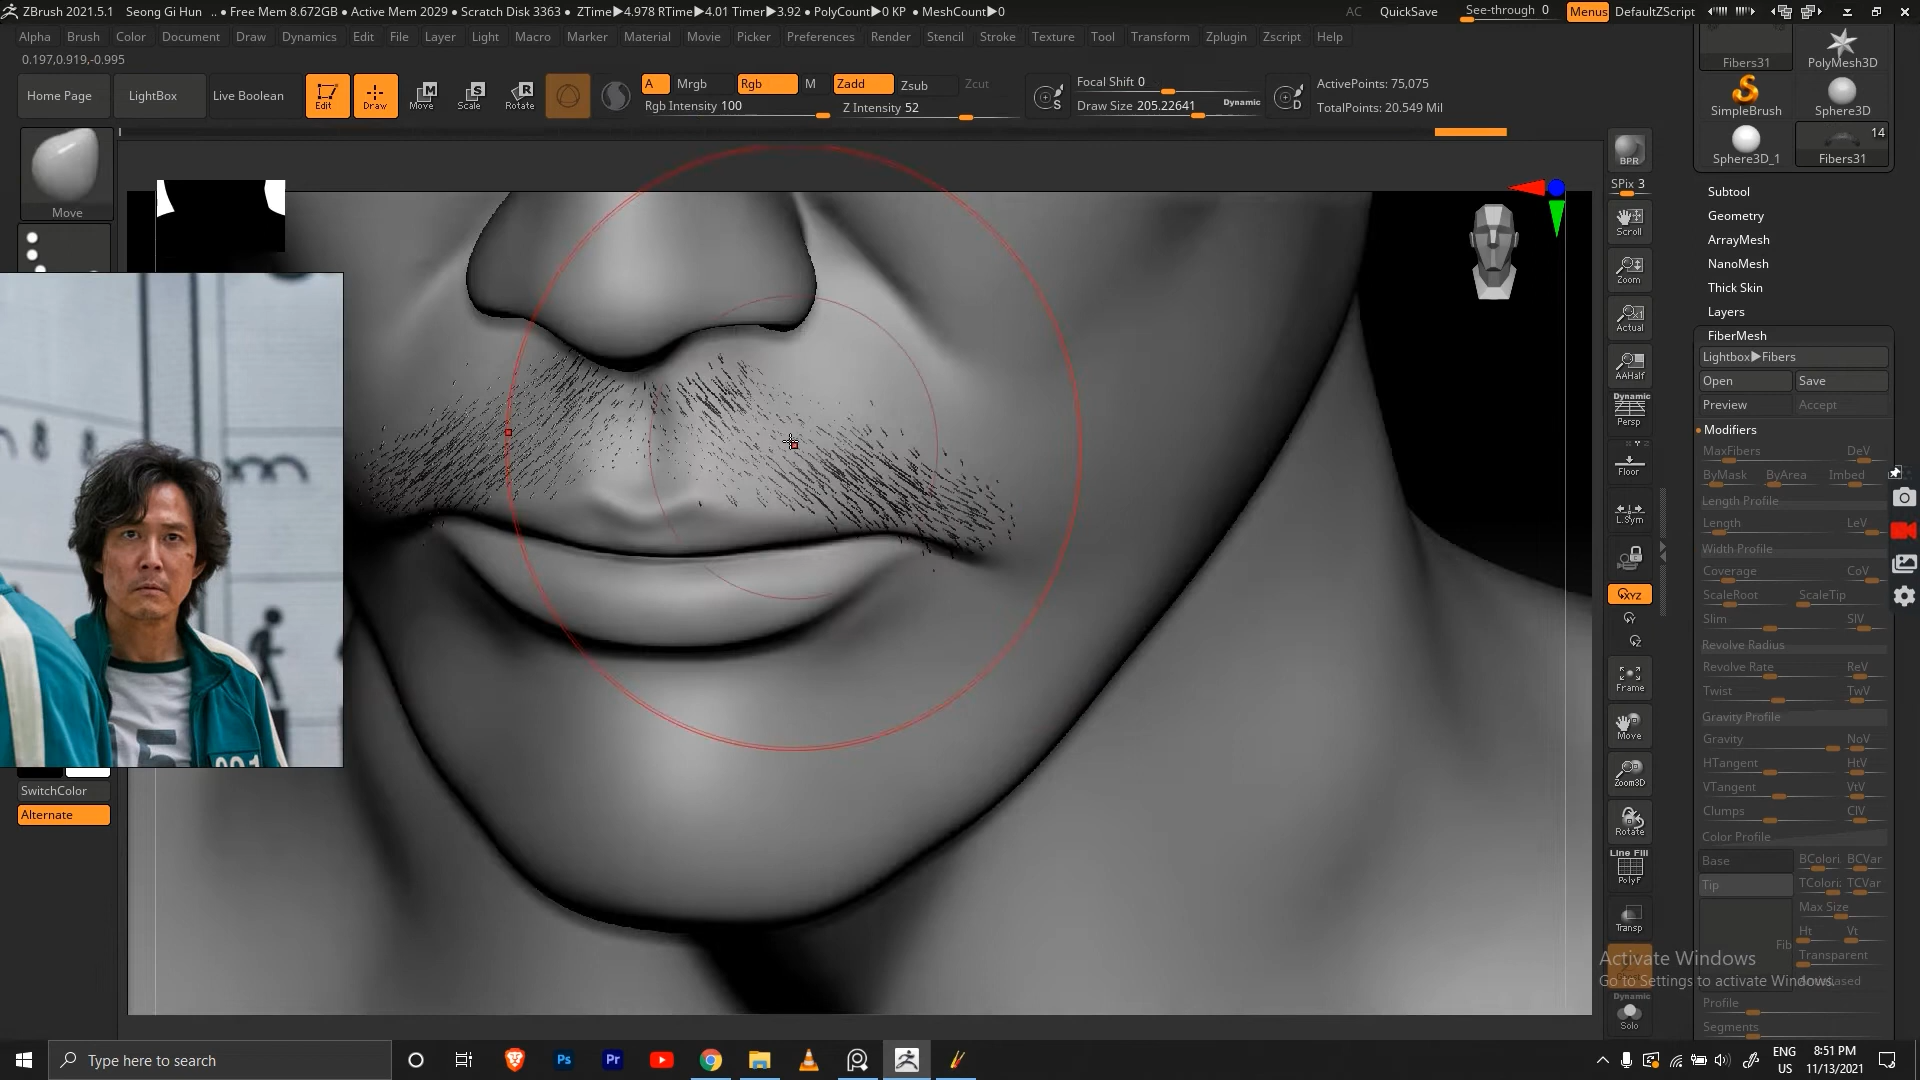 ZBrush 2021.5.1 Seong Gi Hun .. ● Free Mem 8.672GB ● Active Mem 2029 ● Scratch Disk 3363 ● ZTime▶4.978 RTime▶4.01 Timer▶3.92 ● PolyCount▶0 KP ● MeshCount▶0 AC QuickSave See-through 0 Menus DefaultZScript
Alpha Brush Color Document Draw Dynamics Edit File Layer Light Macro Marker Material Movie Picker Preferences Render Stencil Stroke Texture Tool Transform Zplugin Zscript Help
0.197,0.919,-0.995
Home Page LightBox Live Boolean Edit Draw Move Scale Rotate
M S R
A Mrgb Rgb M Zadd Zsub Zcut
Rgb Intensity 100 Z Intensity 52
S Focal Shift 0
Draw Size 205.22641 Dynamic
D ActivePoints: 75,075
TotalPoints: 20.549 Mil
Fibers31 PolyMesh3D
SimpleBrush Sphere3D
14
Sphere3D_1 Fibers31
Move
SwitchColor
Alternate
BPR
SPix 3
Scroll
Zoom
Actual
AAHalf
Dynamic
Persp
Floor
L.Sym
XYZ
Y
Z
Frame
Move
Zoom3D
Rotate
Line Fill
PolyF
Transp
Dynamic
Solo
Subtool
Geometry
ArrayMesh
NanoMesh
Thick Skin
Layers
FiberMesh
Lightbox▶Fibers
Open Save
Preview Accept
Modifiers
MaxFibers DeV
ByMask ByArea Imbed
Length Profile
Length LeV
Width Profile
Coverage CoV
ScaleRoot ScaleTip
Slim SlV
Revolve Radius
Revolve Rate ReV
Twist TwV
Gravity Profile
Gravity NoV
HTangent HtV
VTangent VtV
Clumps ClV
Color Profile
Base BColori BCVar
Tip TColori: TCVar
Max Size
Ht Vt
Fib Transparent
Profile
Segments
Activate Windows
Go to Settings to activate Windows.
Type here to search
Ps
Pr
ENG
US
8:51 PM
11/13/2021